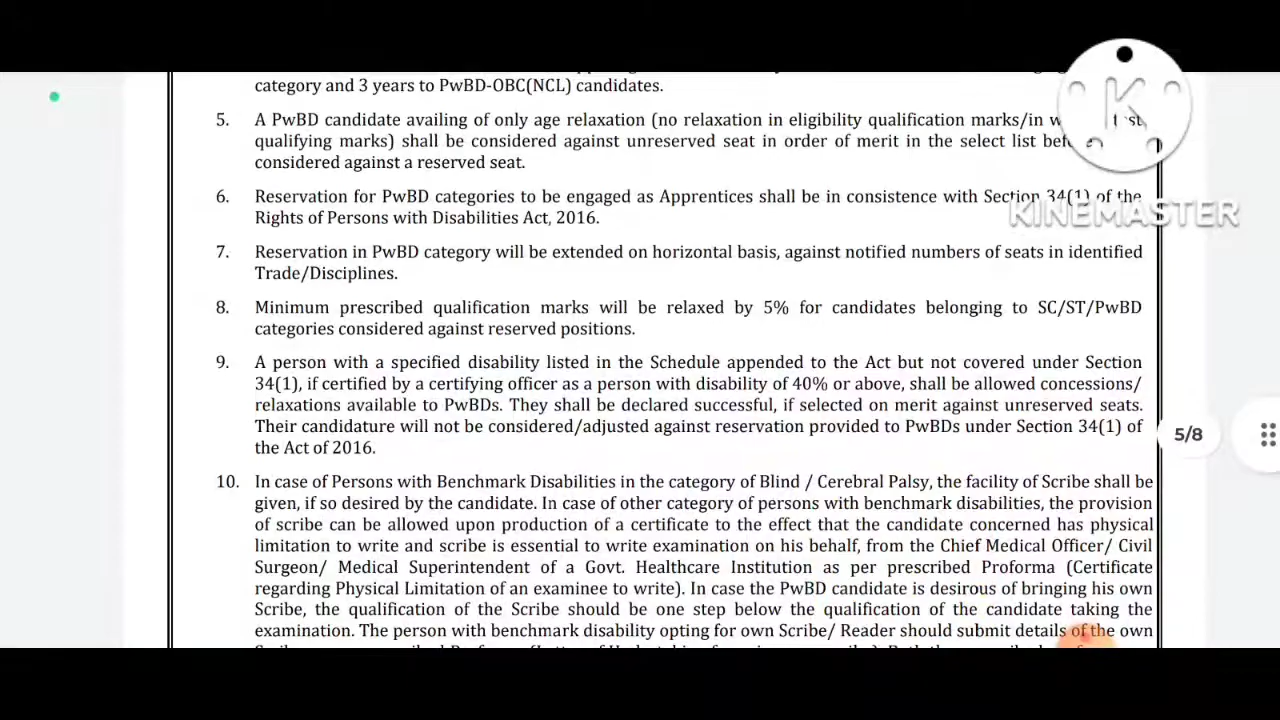 category and 3 years to PwBD-OBC(NCL) candidates.
5. A PwBD candidate availing of only age relaxation (no relaxation in eligibility qualification marks/in test
qualifying marks) shall be considered against unreserved seat in order of merit in the select list
considered against a reserved seat.
6. Reservation for PwBD categories to be engaged as Apprentices shall be in consistence with Section 34(1) of the
Rights of Persons with Disabilities Act, 2016.
7. Reservation in PwBD category will be extended on horizontal basis, against notified numbers of seats in identified
Trade/Disciplines.
8. Minimum prescribed qualification marks will be relaxed by 5% for candidates belonging to SC/ST/PwBD
categories considered against reserved positions.
9. A person with a specified disability listed in the Schedule appended to the Act but not covered under Section
34(1), if certified by a certifying officer as a person with disability of 40% or above, shall be allowed concessions/
relaxations available to PwBDs. They shall be declared successful, if selected on merit against unreserved seats.
Their candidature will not be considered/adjusted against reservation provided to PwBDs under Section 34(1) of
the Act of 2016.
10. In case of Persons with Benchmark Disabilities in the category of Blind / Cerebral Palsy, the facility of Scribe shall be
given, if so desired by the candidate. In case of other category of persons with benchmark disabilities, the provision
of scribe can be allowed upon production of a certificate to the effect that the candidate concerned has physical
limitation to write and scribe is essential to write examination on his behalf, from the Chief Medical Officer/ Civil
Surgeon/ Medical Superintendent of a Govt. Healthcare Institution as per prescribed Proforma (Certificate
regarding Physical Limitation of an examinee to write). In case the PwBD candidate is desirous of bringing his own
Scribe, the qualification of the Scribe should be one step below the qualification of the candidate taking the
examination. The person with benchmark disability opting for own Scribe/ Reader should submit details of the own
K
KINEMASTER
5/8